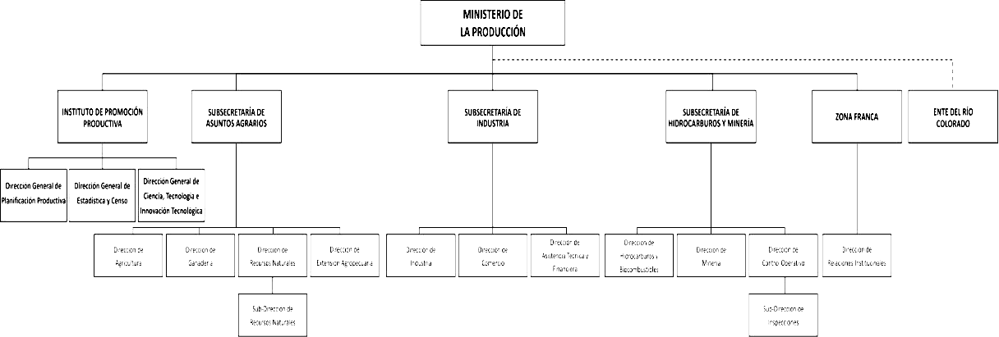 MINISTERIO DE
LA PRODUCCIÓN
INSTITUTO DE PROMOCIÓN
PRODUCTIVA
SUBSECRETARÍA DE
ASUNTOS AGRARIOS
SUBSECRETARÍA DE
INDUSTRIA
SUBSECRETARÍA DE
HIDROCARBUROS Y MINERÍA
ZONA FRANCA
ENTE DEL RÍO
COLORADO
Dirección General de
Planificación Productiva
Dirección General de
Estadística y Censo
Dirección General de
Ciencia, Tecnología e
Innovación Tecnológica
Dirección de
Agricultura
Dirección de
Ganadería
Dirección de
Recursos Naturales
Dirección de
Extensión Agropecuaria
Dirección de
Industria
Dirección de
Comercio
Dirección de
Asistencia Técnica y
Financiera
Dirección de
Hidrocarburos y
Biocombustibles
Dirección de
Minería
Dirección de
Control Operativo
Dirección de
Relaciones Institucinales
Sub-Dirección de
Recursos Naturales
Sub-Dirección de
Inspecciones